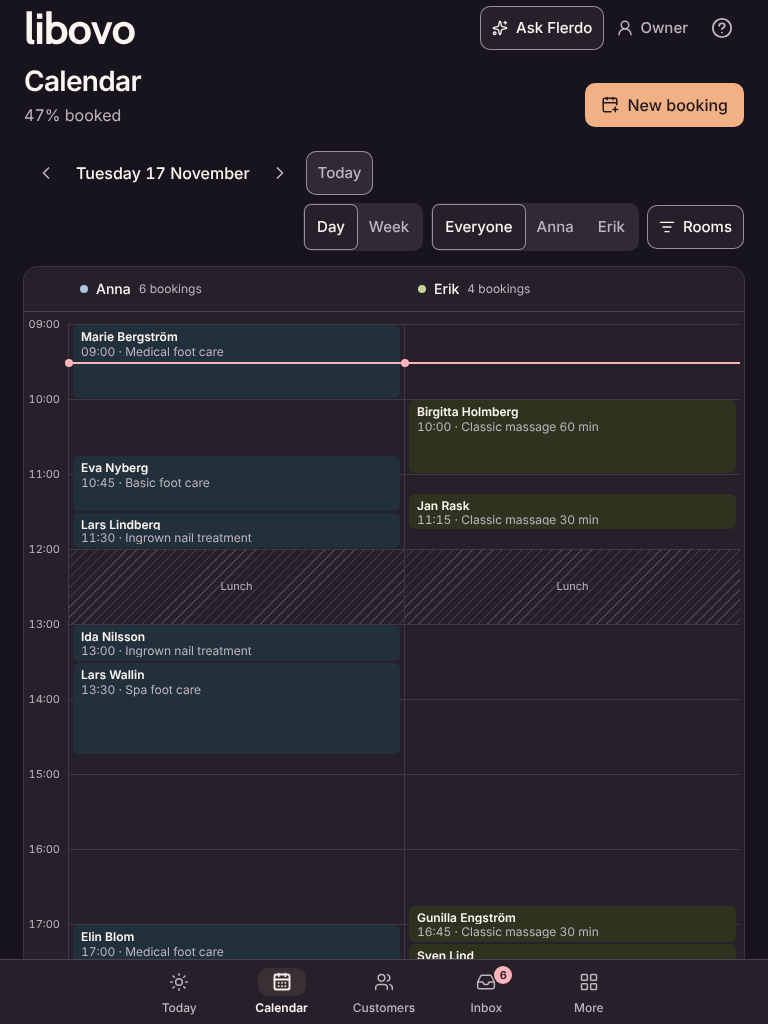 libovo
Ask Flerdo
Owner
Calendar
47% booked
New booking
Tuesday 17 November
Today
Day
Week
Everyone
Anna
Erik
Rooms
Anna 6 bookings
Erik 4 bookings
09:00
Marie Bergström
09:00 · Medical foot care
10:00
Birgitta Holmberg
10:00 · Classic massage 60 min
Eva Nyberg
10:45 · Basic foot care
11:00
Jan Rask
11:15 · Classic massage 30 min
Lars Lindberg
11:30 · Ingrown nail treatment
12:00
Lunch
Lunch
13:00
Ida Nilsson
13:00 · Ingrown nail treatment
Lars Wallin
13:30 · Spa foot care
14:00
15:00
16:00
Gunilla Engström
16:45 · Classic massage 30 min
17:00
Elin Blom
17:00 · Medical foot care
Sven Lind
6
Today
Calendar
Customers
Inbox
More